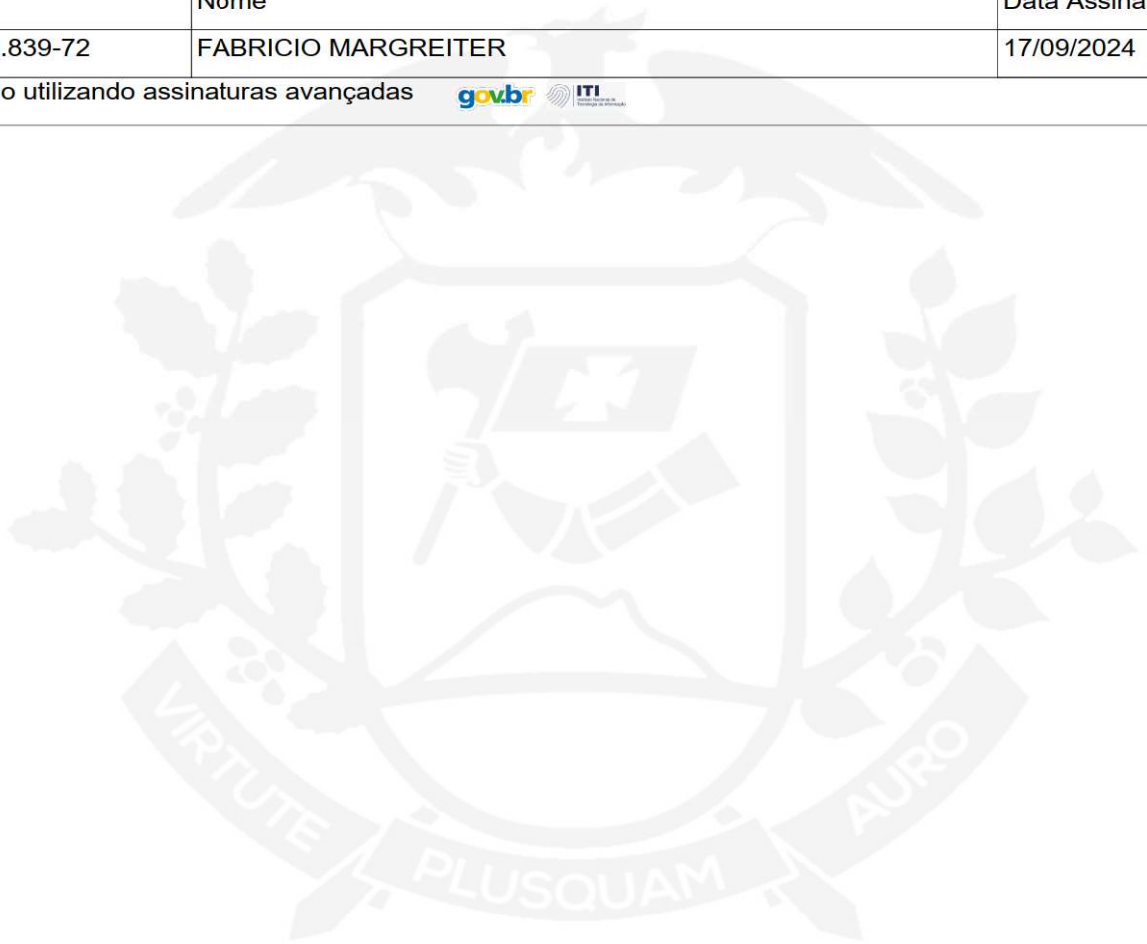 Nome Data Assina
.839-72 FABRICIO MARGREITER 17/09/2024
o utilizando assinaturas avançadas gov.br ITI
VIRTUTE PLUSQUAM AURO